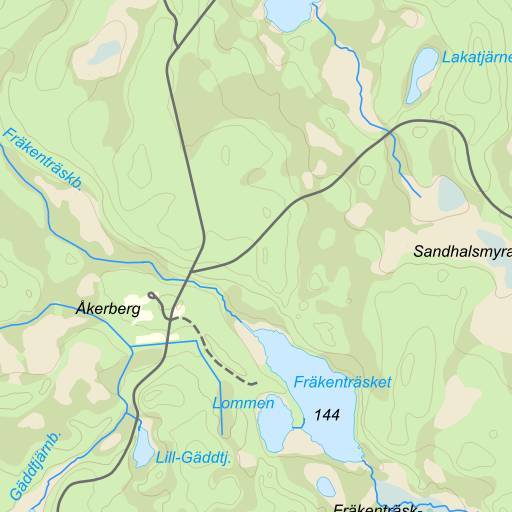 Lakatjärne
Fräkenträskb.
Sandhalsmyra
Åkerberg
Fräkenträsket
Lommen
144
Lill-Gäddtj.
Gäddtjärnb.
Fräkenträsk-